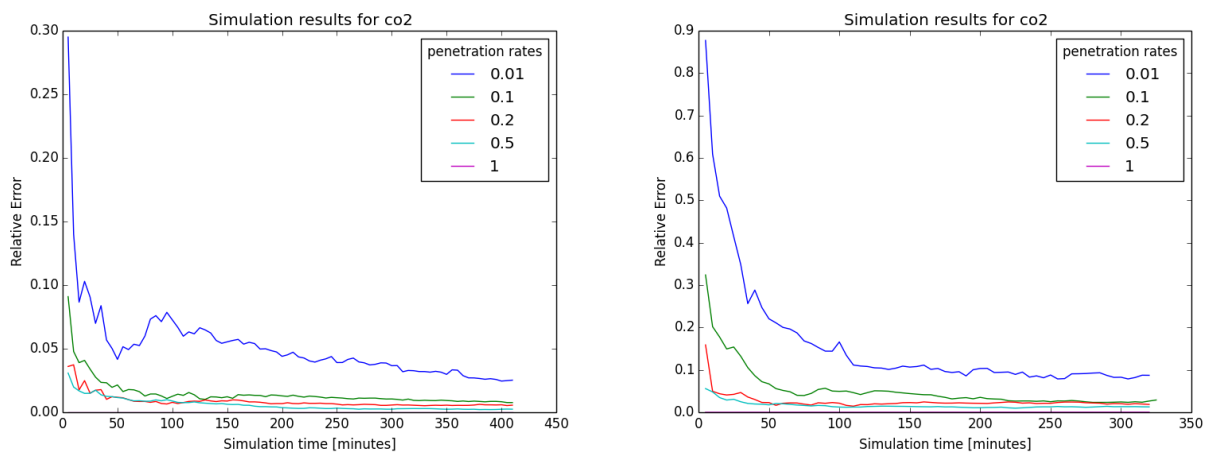 Simulation results for co2
0.30
0.25
0.20
0.15
0.10
0.05
0.00
Relative Error
0 50 100 150 200 250 300 350 400 450
Simulation time [minutes]
penetration rates
0.01
0.1
0.2
0.5
1
Simulation results for co2
0.9
0.8
0.7
0.6
0.5
0.4
0.3
0.2
0.1
0.0
Relative Error
0 50 100 150 200 250 300 350
Simulation time [minutes]
penetration rates
0.01
0.1
0.2
0.5
1